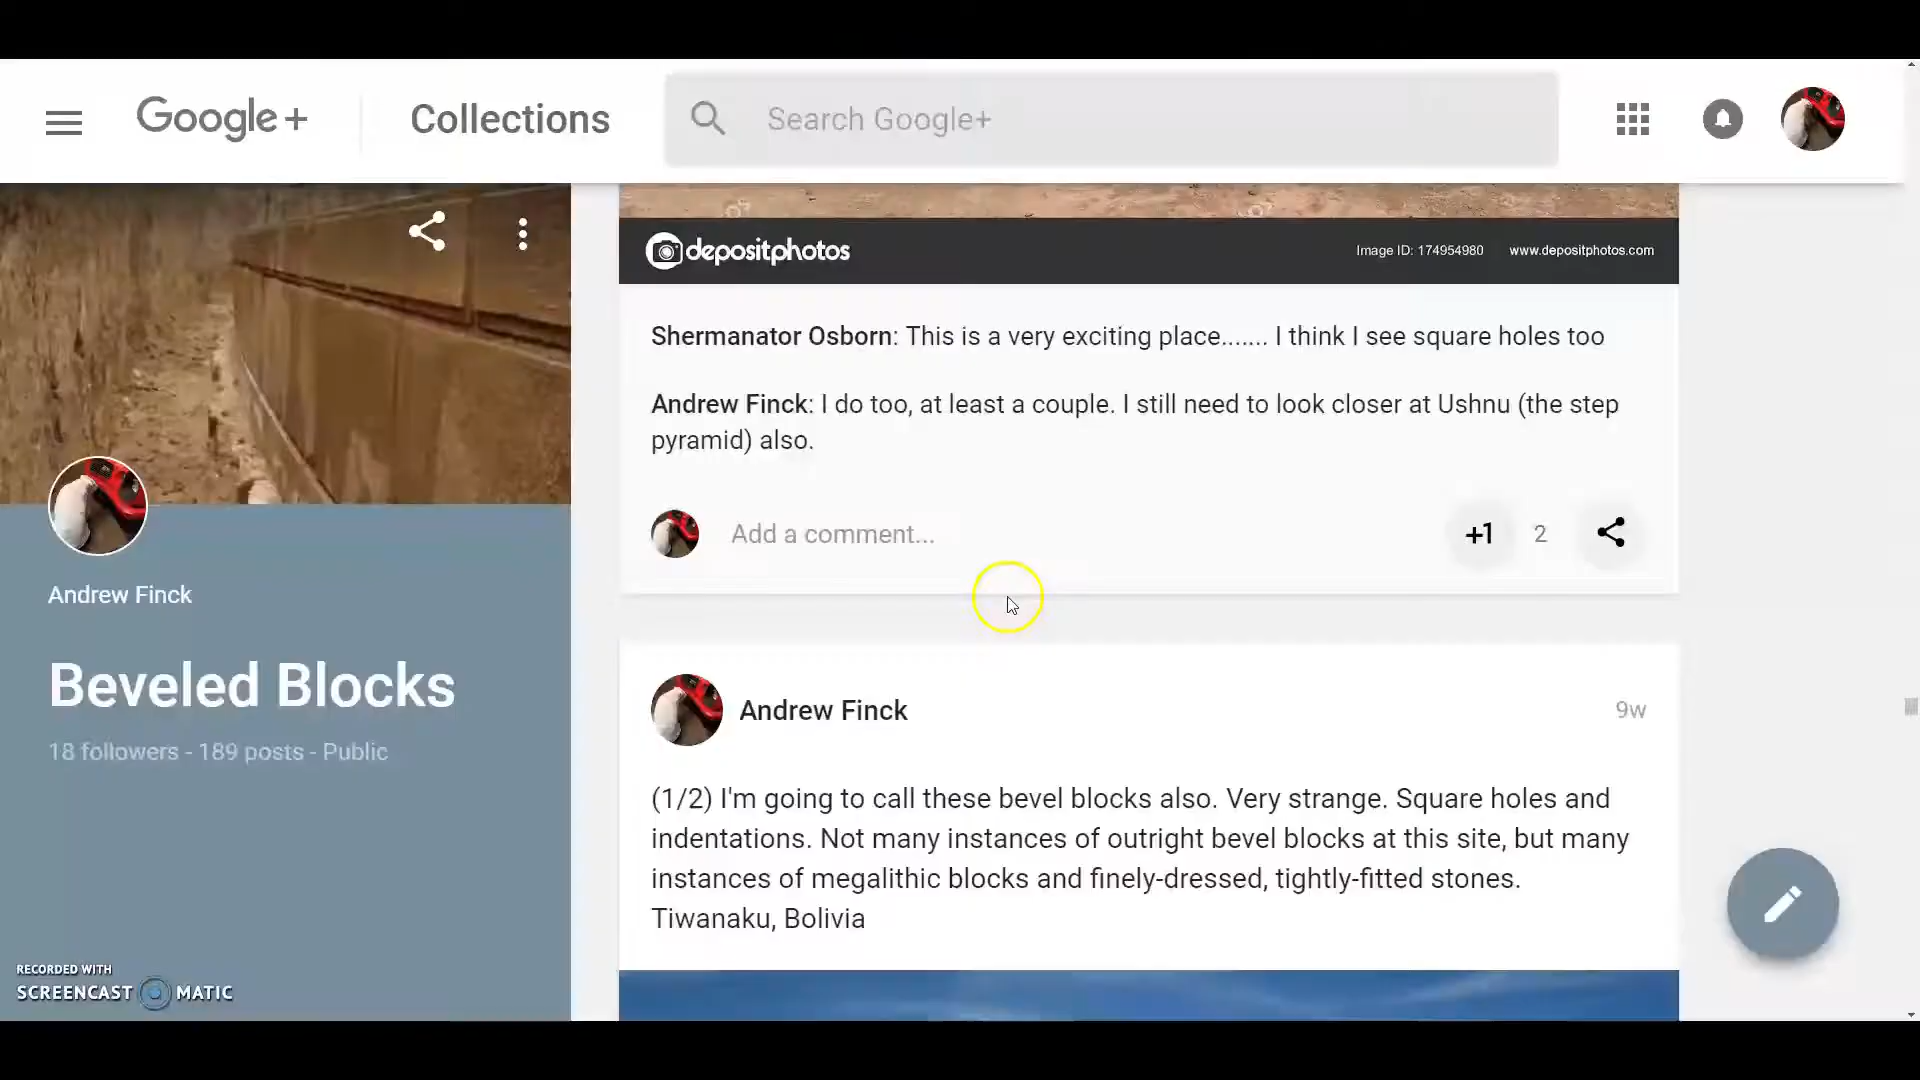 Google+
Collections
Search Google+
depositphotos
Image ID: 174954980
www.depositphotos.com
Shermanator Osborn: This is a very exciting place....... I think I see square holes too
Andrew Finck: I do too, at least a couple. I still need to look closer at Ushnu (the step
pyramid) also.
Add a comment...
+1
2
Andrew Finck
Beveled Blocks
18 followers - 189 posts - Public
Andrew Finck
9w
(1/2) I'm going to call these bevel blocks also. Very strange. Square holes and
indentations. Not many instances of outright bevel blocks at this site, but many
instances of megalithic blocks and finely-dressed, tightly-fitted stones.
Tiwanaku, Bolivia
RECORDED WITH
SCREENCAST MATIC